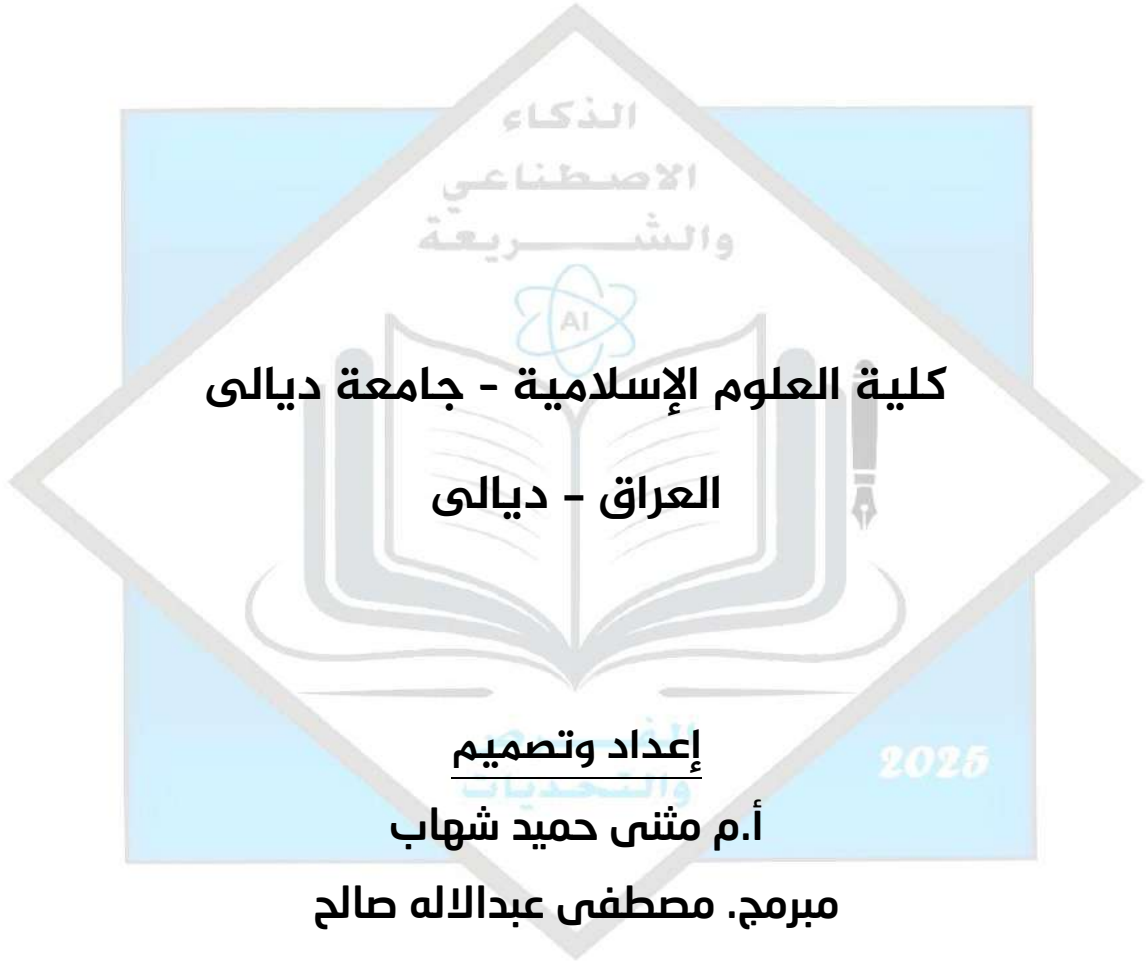 الذكاء
الاصطناعي
والشريعة
AI
كلية العلوم الإسلامية - جامعة ديالى
العراق - ديالى
إعداد وتصميم
والتحديات
2025
أ.م مثنى حميد شهاب
مبرمج. مصطفى عبدالاله صالح